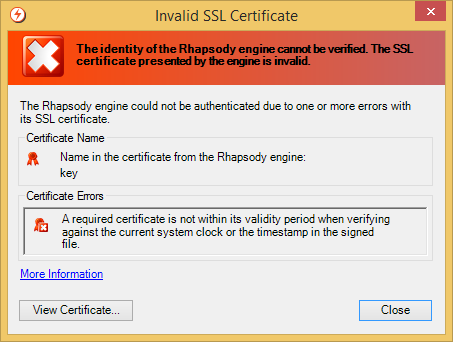 Invalid SSL Certificate
The identity of the Rhapsody engine cannot be verified. The SSL
certificate presented by the engine is invalid.
The Rhapsody engine could not be authenticated due to one or more errors with
its SSL certificate.
Certificate Name
Name in the certificate from the Rhapsody engine:
key
Certificate Errors
A required certificate is not within its validity period when verifying
against the current system clock or the timestamp in the signed
file.
More Information
View Certificate...
Close